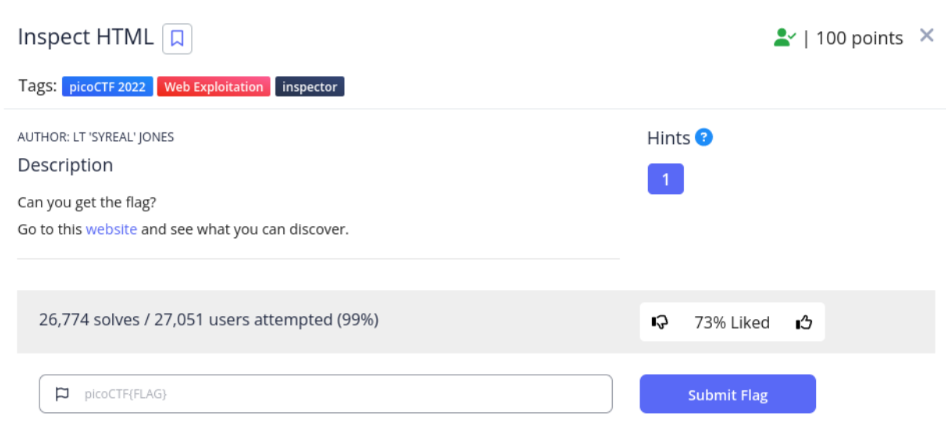 Inspect HTML | 100 points ×
Tags: picoCTF 2022 Web Exploitation inspector
AUTHOR: LT 'SYREAL' JONES
Description
Can you get the flag?
Go to this website and see what you can discover.
Hints ?
1
26,774 solves / 27,051 users attempted (99%)
73% Liked
picoCTF{FLAG}
Submit Flag